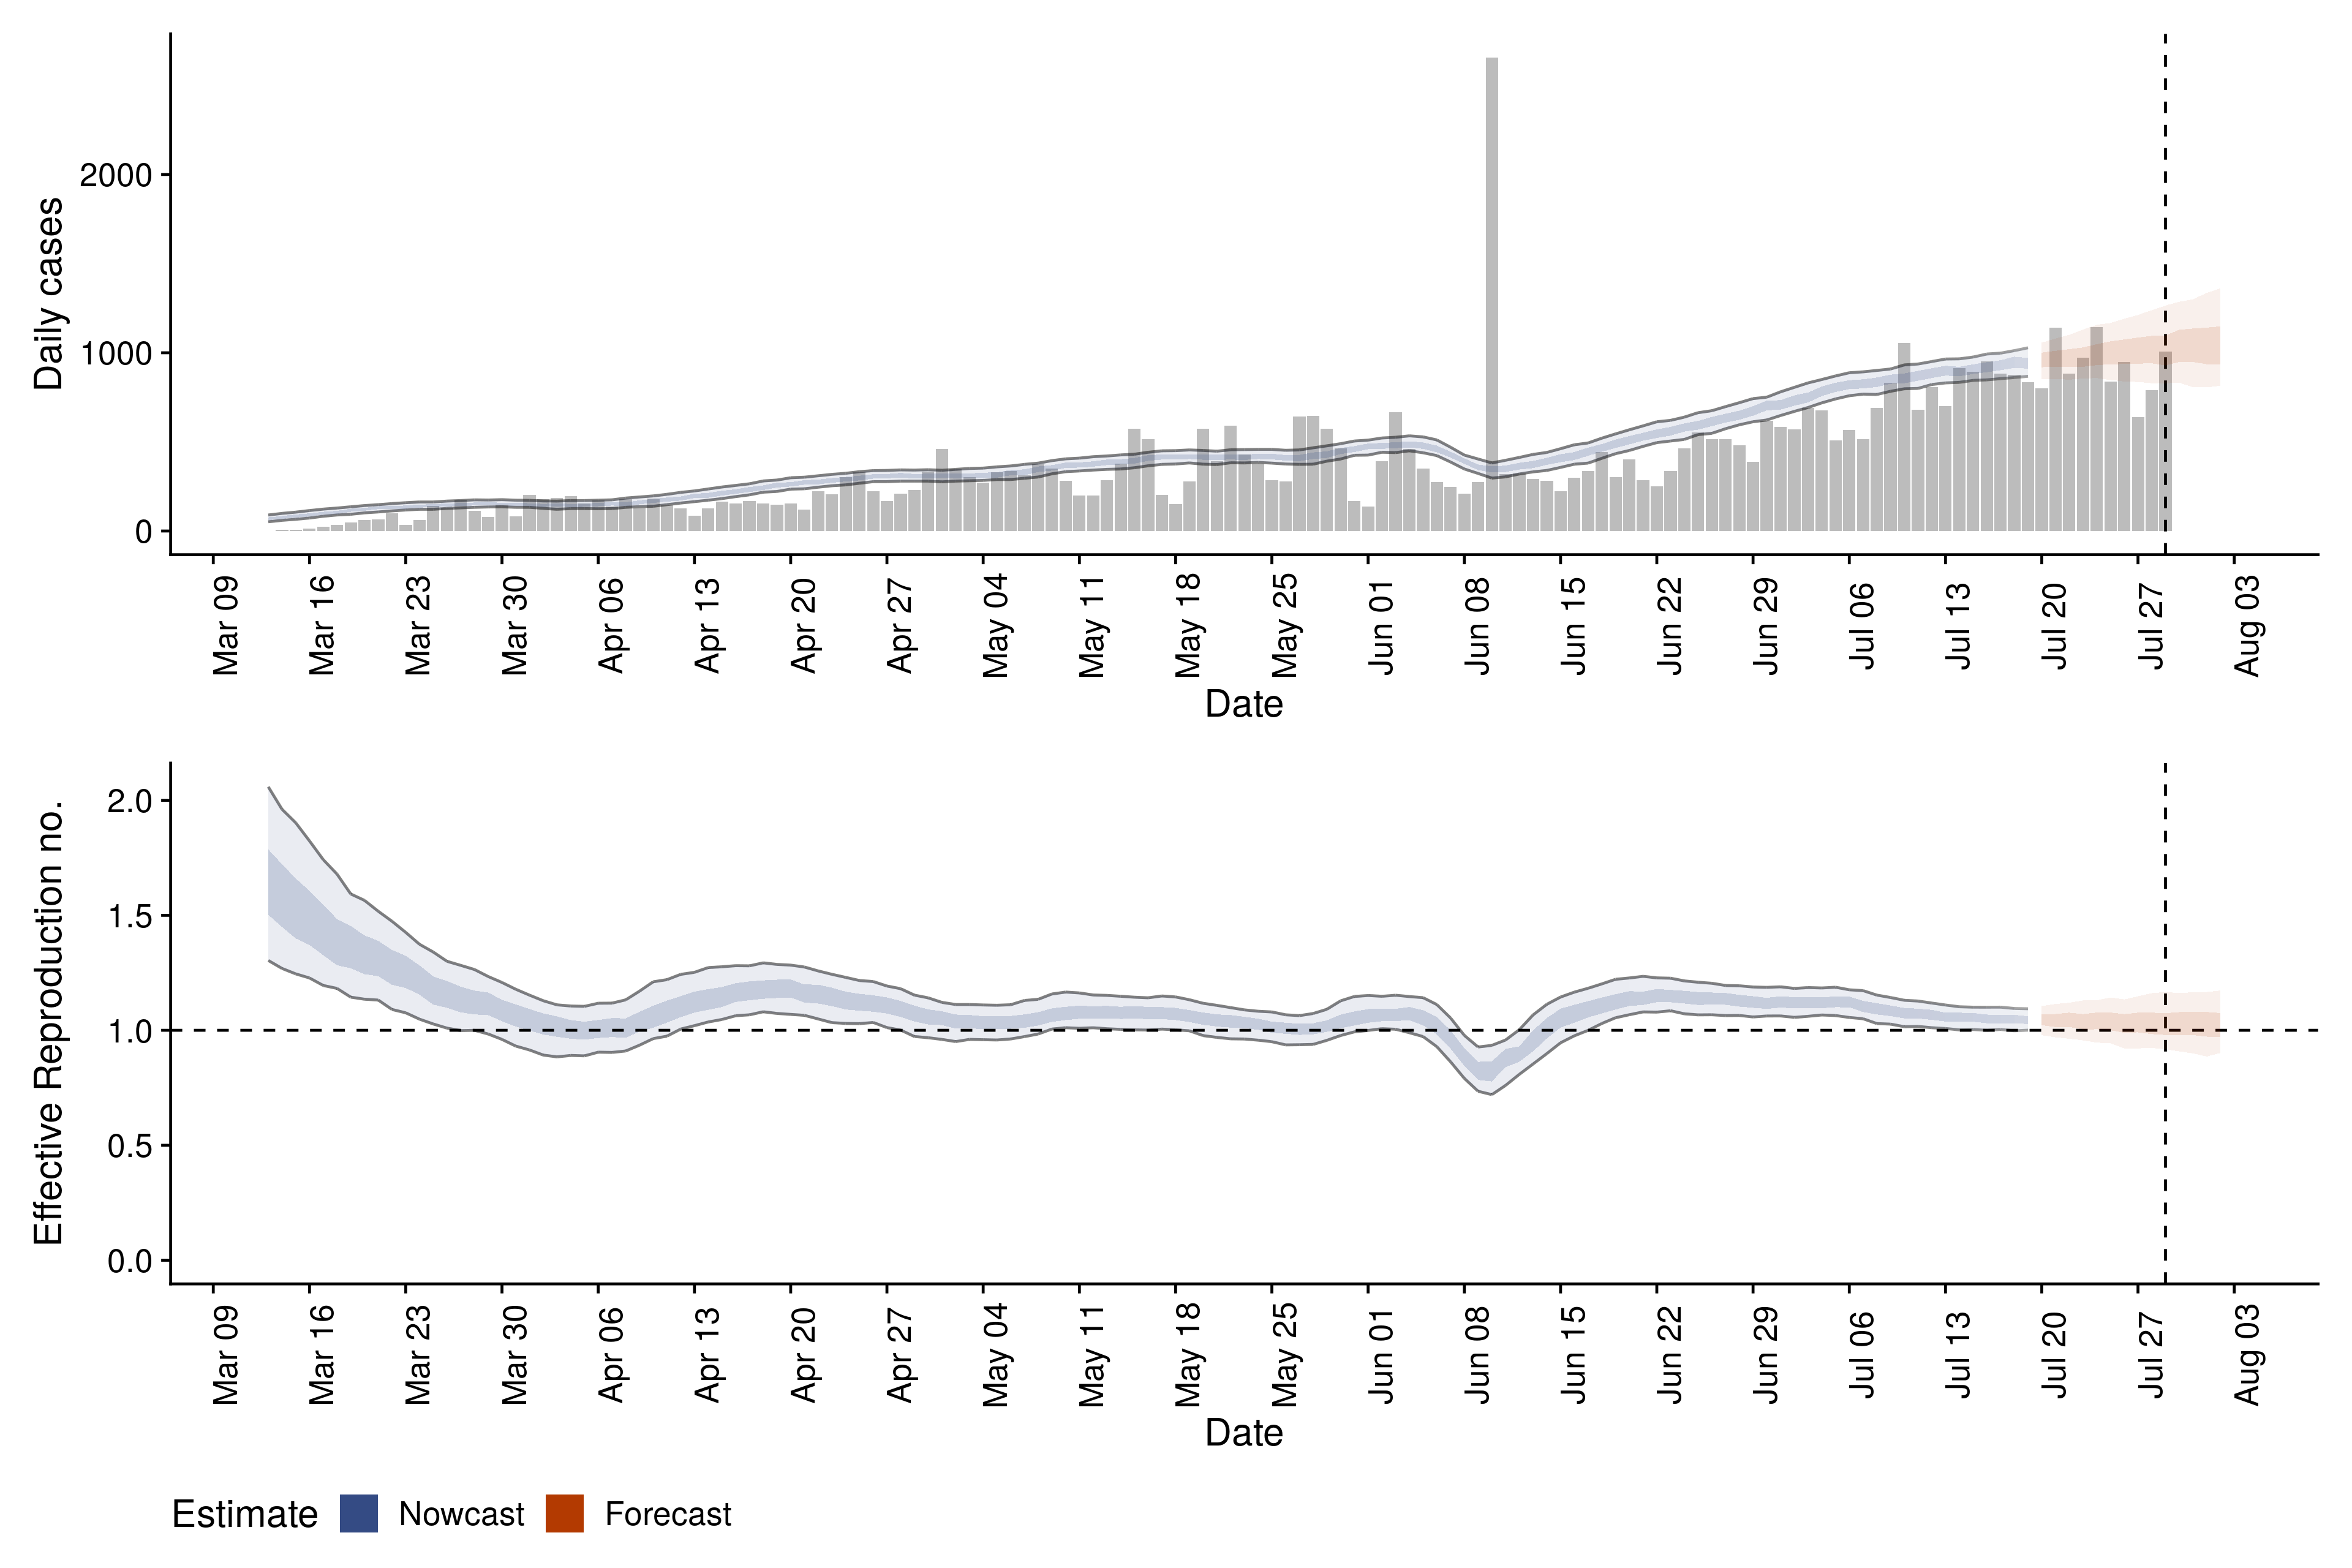 Daily cases
2000
1000
0
Mar 09 Mar 16 Mar 23 Mar 30 Apr 06 Apr 13 Apr 20 Apr 27 May 04 May 11 May 18 May 25 Jun 01 Jun 08 Jun 15 Jun 22 Jun 29 Jul 06 Jul 13 Jul 20 Jul 27 Aug 03
Date
Effective Reproduction no.
2.0
1.5
1.0
0.5
0.0
Mar 09 Mar 16 Mar 23 Mar 30 Apr 06 Apr 13 Apr 20 Apr 27 May 04 May 11 May 18 May 25 Jun 01 Jun 08 Jun 15 Jun 22 Jun 29 Jul 06 Jul 13 Jul 20 Jul 27 Aug 03
Date
Estimate Nowcast Forecast